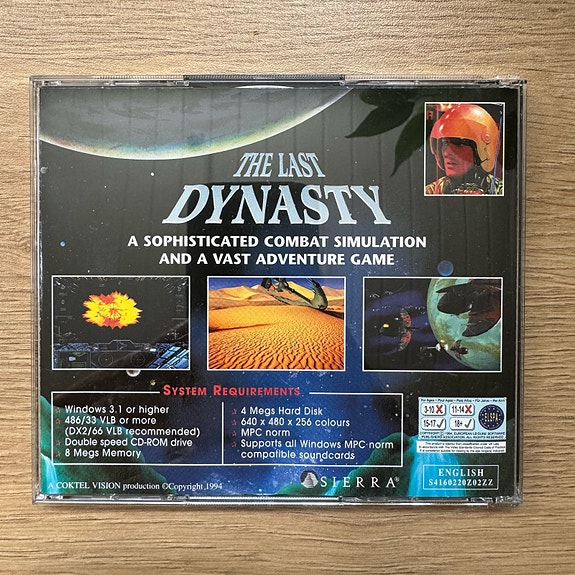 THE LAST
DYNASTY
A SOPHISTICATED COMBAT SIMULATION
AND A VAST ADVENTURE GAME
SYSTEM REQUIREMENTS
Windows 3.1 or higher
486/33 VLB or more
(DX2/66 VLB recommended)
Double speed CD-ROM drive
8 Megs Memory
4 Megs Hard Disk
640 x 480 x 256 colours
MPC norm
Supports all Windows MPC norm
compatible soundcards
3-10
11-14
15-17
18+
ELSPA
A COKTEL VISION production ©Copyright 1994
SIERRA®
ENGLISH
S4160220Z02ZZ